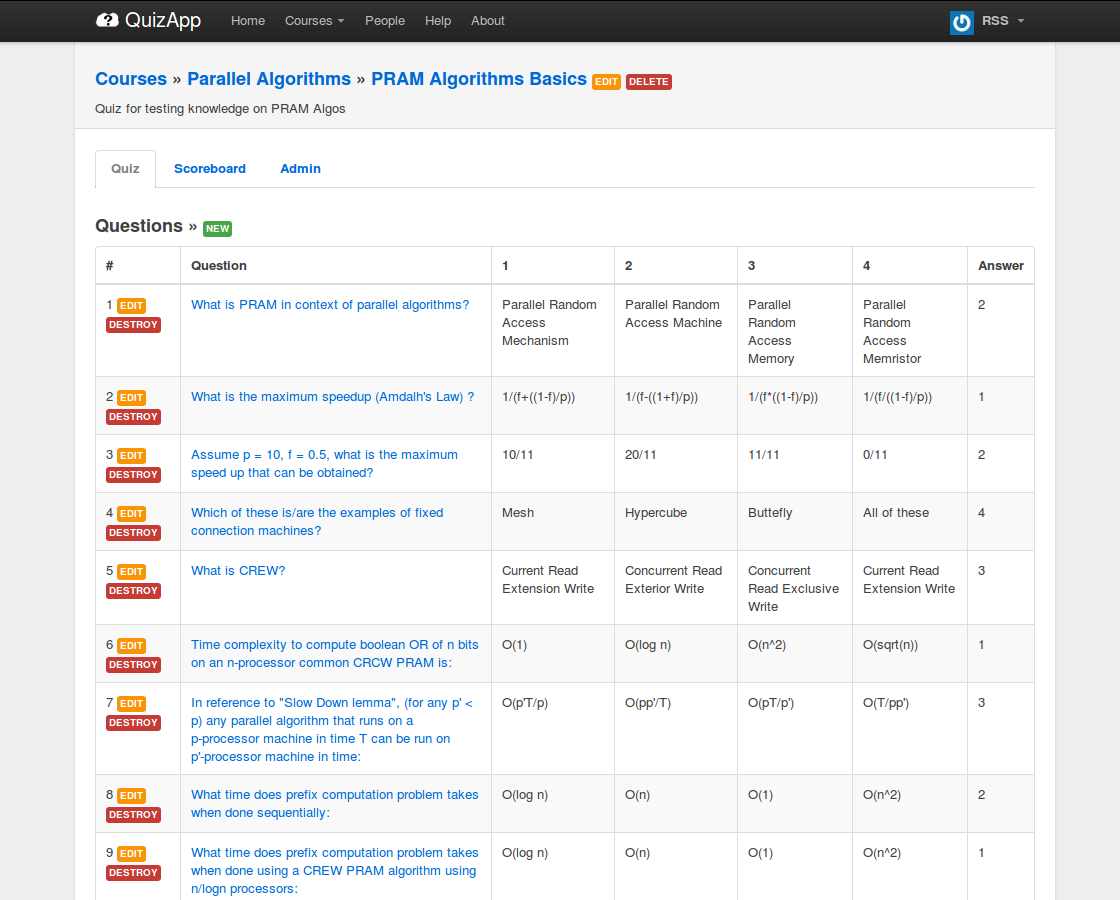 QuizApp Home Courses People Help About RSS
Courses » Parallel Algorithms » PRAM Algorithms Basics EDIT DELETE
Quiz for testing knowledge on PRAM Algos
Quiz Scoreboard Admin
Questions » NEW
# Question 1 2 3 4 Answer
1 EDIT DESTROY
What is PRAM in context of parallel algorithms?
Parallel Random
Access
Mechanism
Parallel Random
Access Machine
Parallel
Random
Access
Memory
Parallel
Random
Access
Memristor
2
2 EDIT DESTROY
What is the maximum speedup (Amdalh's Law) ?
1/(f+((1-f)/p))
1/(f-((1+f)/p))
1/(f*((1-f)/p))
1/(f/((1-f)/p))
1
3 EDIT DESTROY
Assume p = 10, f = 0.5, what is the maximum
speed up that can be obtained?
10/11
20/11
11/11
0/11
2
4 EDIT DESTROY
Which of these is/are the examples of fixed
connection machines?
Mesh
Hypercube
Buttefly
All of these
4
5 EDIT DESTROY
What is CREW?
Current Read
Extension Write
Concurrent Read
Exterior Write
Concurrent
Read Exclusive
Write
Current Read
Extension Write
3
6 EDIT DESTROY
Time complexity to compute boolean OR of n bits
on an n-processor common CRCW PRAM is:
O(1)
O(log n)
O(n^2)
O(sqrt(n))
1
7 EDIT DESTROY
In reference to "Slow Down lemma", (for any p' <
p) any parallel algorithm that runs on a
p-processor machine in time T can be run on
p'-processor machine in time:
O(p'T/p)
O(pp'/T)
O(pT/p')
O(T/pp')
3
8 EDIT DESTROY
What time does prefix computation problem takes
when done sequentially:
O(log n)
O(n)
O(1)
O(n^2)
2
9 EDIT DESTROY
What time does prefix computation problem takes
when done using a CREW PRAM algorithm using
n/logn processors:
O(log n)
O(n)
O(1)
O(n^2)
1